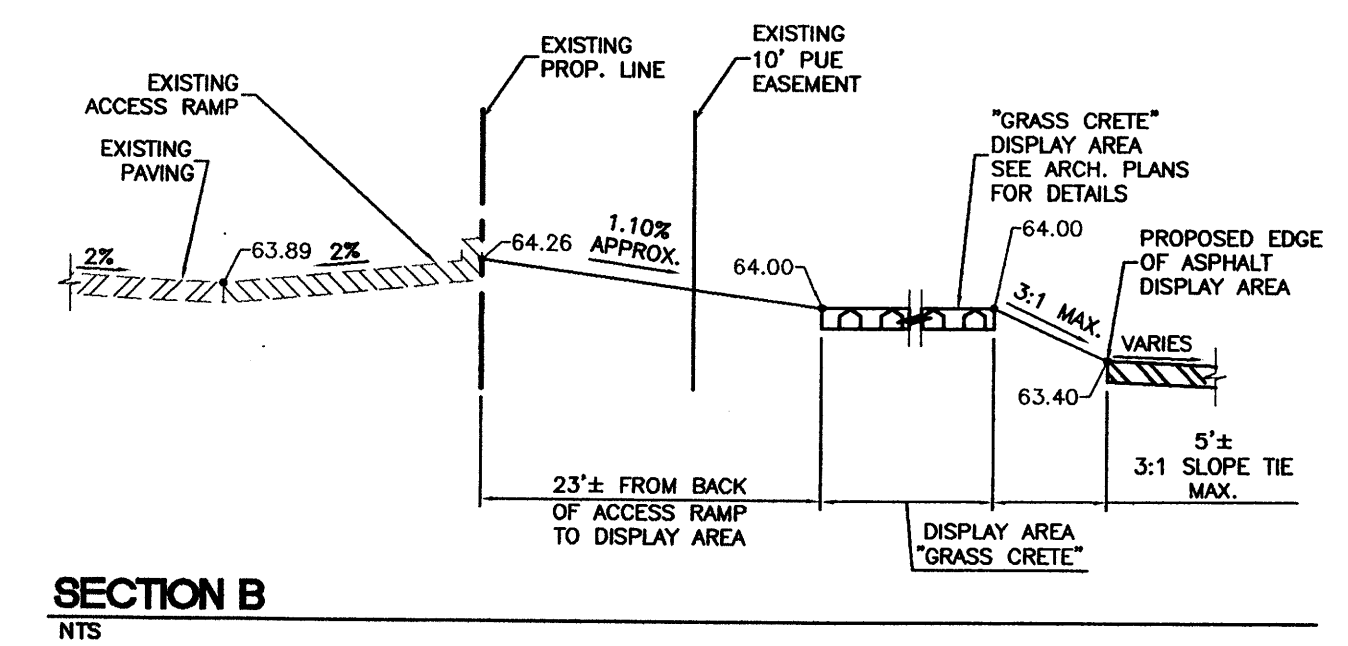 EXISTING
PROP. LINE
EXISTING
10' PUE
EASEMENT
EXISTING
ACCESS RAMP
EXISTING
PAVING
"GRASS CRETE"
DISPLAY AREA
SEE ARCH. PLANS
FOR DETAILS
2%
63.89
2%
64.26
1.10%
APPROX.
64.00
64.00
3:1 MAX.
PROPOSED EDGE
OF ASPHALT
DISPLAY AREA
VARIES
63.40
23'± FROM BACK
OF ACCESS RAMP
TO DISPLAY AREA
DISPLAY AREA
"GRASS CRETE"
5'±
3:1 SLOPE TIE
MAX.
SECTION B
NTS